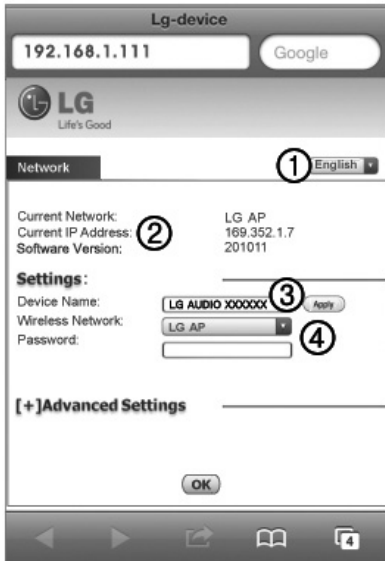 Lg-device
192.168.1.111 Google
LG
Life's Good
Network ① English
Current Network: LG AP
Current IP Address: ② 169.352.1.7
Software Version: 201011
Settings:
Device Name: LG AUDIO XXXXXX ③ Apply
Wireless Network: LG AP ④
Password:
[+]Advanced Settings
OK
4